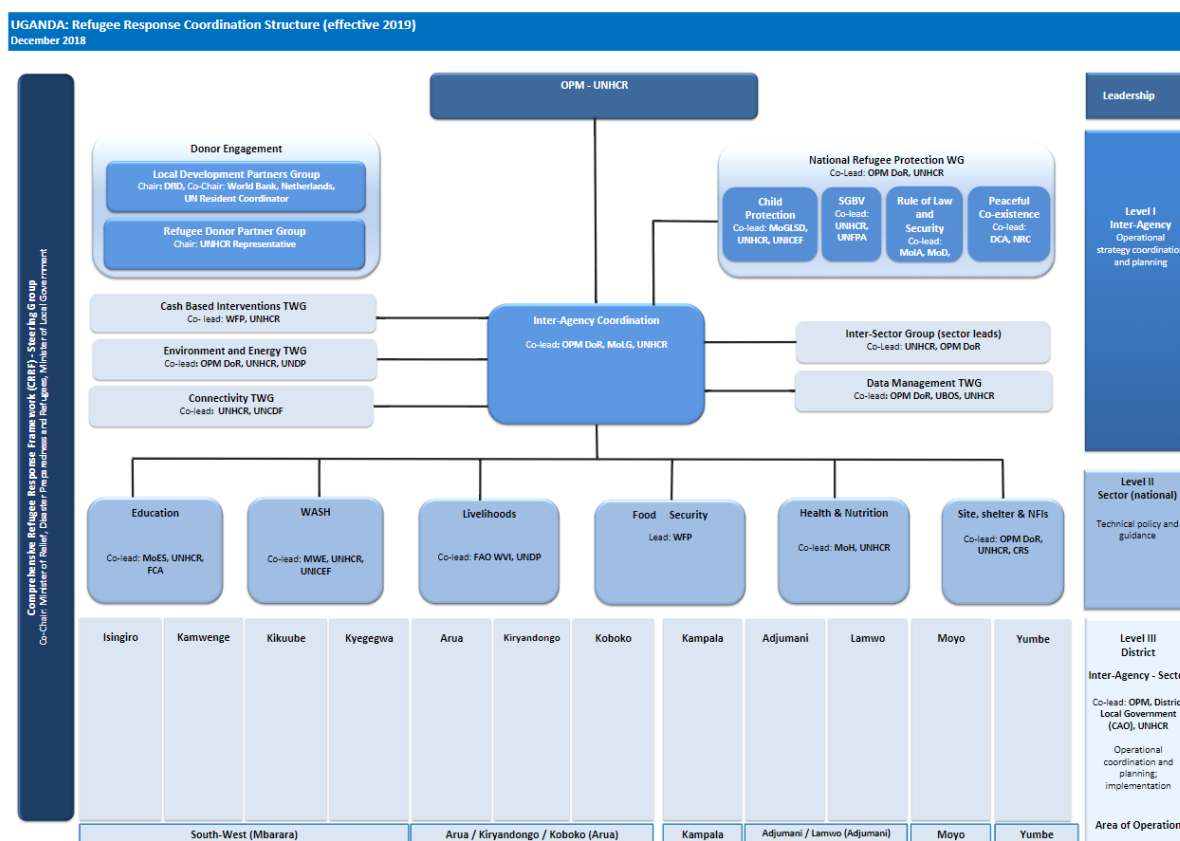 UGANDA: Refugee Response Coordination Structure (effective 2019)
December 2018
Comprehensive Refugee Response Framework (CRRF) - Steering Group
Co-Chair: Minister of Relief, Disaster Preparedness and Refugees, Minister of Local Government
OPM - UNHCR
Leadership
Donor Engagement
Local Development Partners Group
Chair: DfID, Co-Chair: World Bank, Netherlands,
UN Resident Coordinator
Refugee Donor Partner Group
Chair: UNHCR Representative
National Refugee Protection WG
Co-Lead: OPM DoR, UNHCR
Child
Protection
Co-lead: MoGLSD,
UNHCR, UNICEF
SGBV
Co-lead:
UNHCR,
UNFPA
Rule of Law
and
Security
Co-lead:
MoIA, MoD,
Peaceful
Co-existence
Co-lead:
DCA, NRC
Level I
Inter-Agency
Operational
strategy coordination
and planning
Cash Based Interventions TWG
Co- lead: WFP, UNHCR
Environment and Energy TWG
Co-lead: OPM DoR, UNHCR, UNDP
Connectivity TWG
Co-lead: UNHCR, UNCDF
Inter-Agency Coordination
Co-lead: OPM DoR, MoLG, UNHCR
Inter-Sector Group (sector leads)
Co-Lead: UNHCR, OPM DoR
Data Management TWG
Co-lead: OPM DoR, UBOS, UNHCR
Education
Co-lead: MoES, UNHCR,
FCA
WASH
Co-lead: MWE, UNHCR,
UNICEF
Livelihoods
Co-lead: FAO WVI, UNDP
Food Security
Lead: WFP
Health & Nutrition
Co-lead: MoH, UNHCR
Site, shelter & NFIs
Co-lead: OPM DoR,
UNHCR, CRS
Level II
Sector (national)
Technical policy and
guidance
Isingiro
Kamwenge
Kikuube
Kyegegwa
Arua
Kiryandongo
Koboko
Kampala
Adjumani
Lamwo
Moyo
Yumbe
Level III
District
Inter-Agency - Secto
Co-lead: OPM, Distric
Local Government
(CAO), UNHCR
Operational
coordination and
planning;
implementation
Area of Operation
South-West (Mbarara)
Arua / Kiryandongo / Koboko (Arua)
Kampala
Adjumani / Lamwo (Adjumani)
Moyo
Yumbe